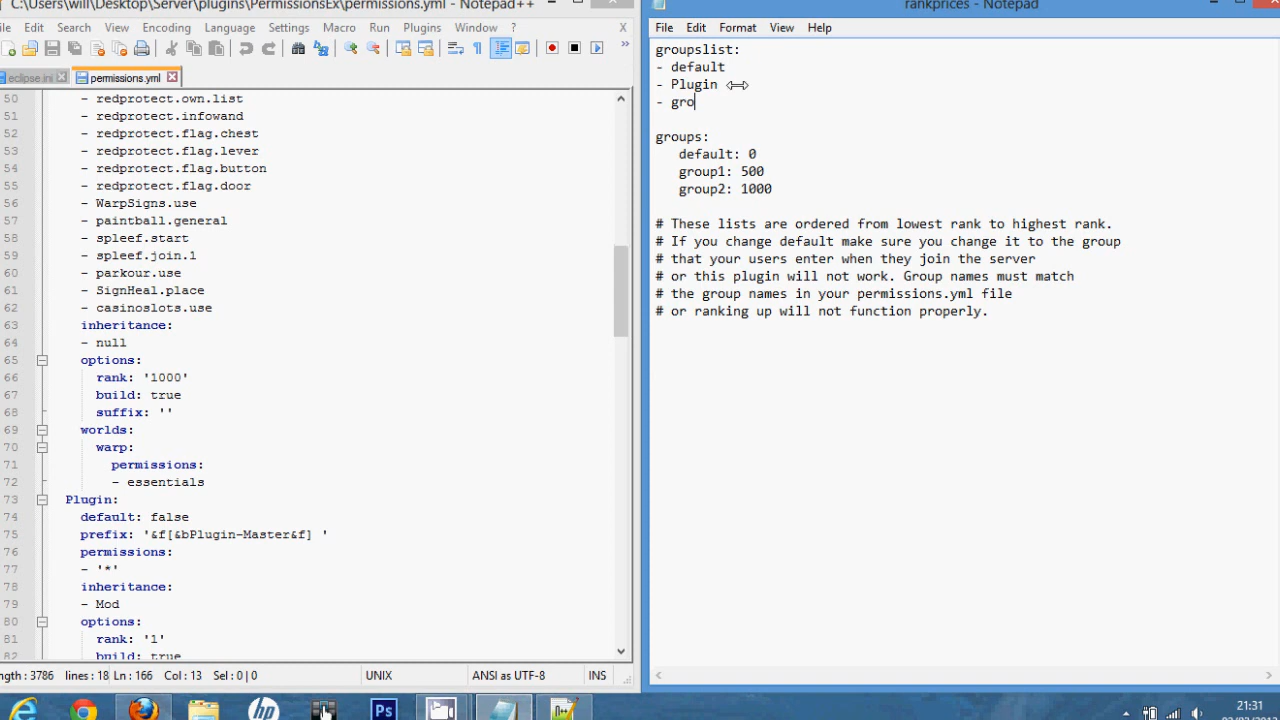 C:\Users\will\Desktop\Server\plugins\PermissionsEx\permissions.yml - Notepad++
File Edit Search View Encoding Language Settings Macro Run Plugins Window ? X
eclipse.ini permissions.yml
50 - redprotect.own.list
51 - redprotect.infowand
52 - redprotect.flag.chest
53 - redprotect.flag.lever
54 - redprotect.flag.button
55 - redprotect.flag.door
56 - WarpSigns.use
57 - paintball.general
58 - spleef.start
59 - spleef.join.1
60 - parkour.use
61 - SignHeal.place
62 - casinoslots.use
63 inheritance:
64 - null
65 options:
66 rank: '1000'
67 build: true
68 suffix: ''
69 worlds:
70 warp:
71 permissions:
72 - essentials
73 Plugin:
74 default: false
75 prefix: '&f[&bPlugin-Master&f] '
76 permissions:
77 - '*'
78 inheritance:
79 - Mod
80 options:
81 rank: '1'
82 build: true
ngth : 3786 lines : 18 Ln : 166 Col : 13 Sel : 0 | 0 UNIX ANSI as UTF-8 INS
rankprices - Notepad
File Edit Format View Help
groupslist:
- default
- Plugin
- gro
groups:
default: 0
group1: 500
group2: 1000
# These lists are ordered from lowest rank to highest rank.
# If you change default make sure you change it to the group
# that your users enter when they join the server
# or this plugin will not work. Group names must match
# the group names in your permissions.yml file
# or ranking up will not function properly.
hp
Ps
21:31